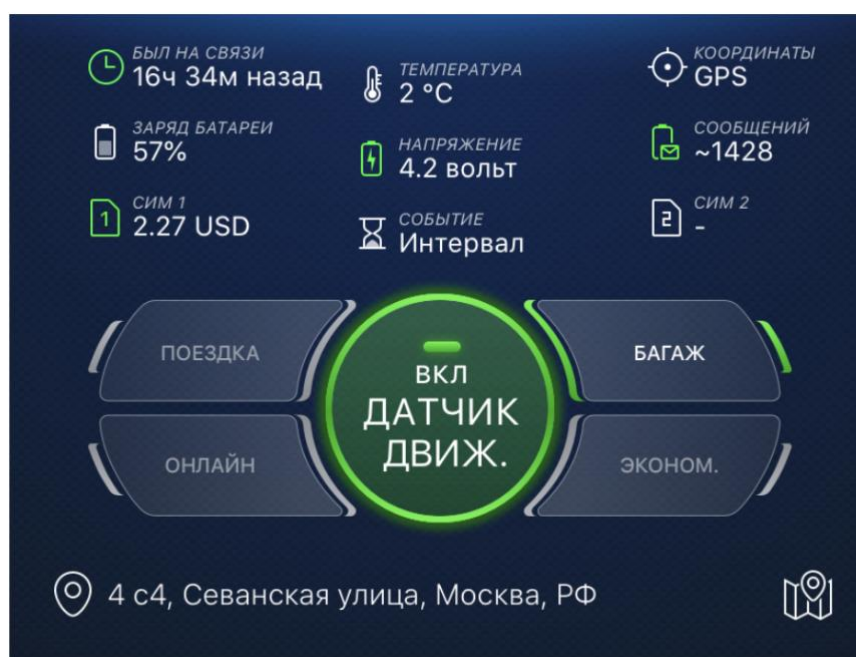 БЫЛ НА СВЯЗИ
16ч 34м назад
ТЕМПЕРАТУРА
2 °C
КООРДИНАТЫ
GPS
ЗАРЯД БАТАРЕИ
57%
НАПРЯЖЕНИЕ
4.2 вольт
СООБЩЕНИЙ
~1428
1
СИМ 1
2.27 USD
СОБЫТИЕ
Интервал
2
СИМ 2
-
ПОЕЗДКА
ВКЛ
ДАТЧИК
ДВИЖ.
БАГАЖ
ОНЛАЙН
ЭКОНОМ.
4 с4, Севанская улица, Москва, РФ